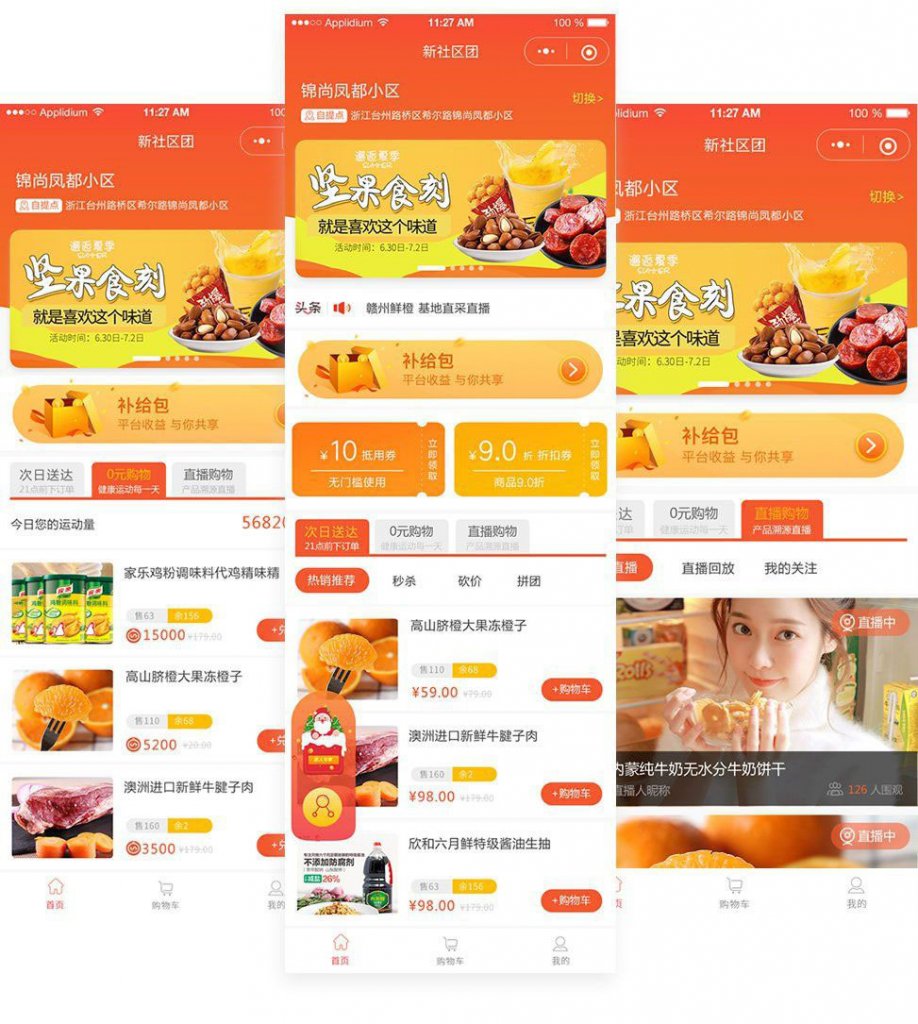 Applidium
11:27 AM
新社区团
锦尚凤都小区
自提点 浙江台州路桥区希尔路锦尚凤都小区
邂逅夏季
SUMMER
坚果食刻
就是喜欢这个味道
活动时间：6.30日-7.2日
补给包
平台收益 与你共享
次日送达 0元购物 直播购物
21点前下订单 健康运动每一天 产品溯源直播
今日您的运动量 56820
家乐鸡粉调味料代鸡精味精
售63 余156
15000 ¥179.00
高山脐橙大果冻橙子
售110 余68
5200 ¥20.00
澳洲进口新鲜牛腱子肉
售160 余2
3500 ¥179.00
首页 购物车 我的
Applidium 11:27 AM 100 %
新社区团
锦尚凤都小区 切换>
自提点 浙江台州路桥区希尔路锦尚凤都小区
邂逅夏季
SUMMER
坚果食刻
就是喜欢这个味道
活动时间：6.30日-7.2日
头条 赣州鲜橙 基地直采直播
补给包
平台收益 与你共享
¥10 抵用券
无门槛使用
立即领取
¥9.0 折 折扣券
商品9.0折
立即领取
次日送达 0元购物 直播购物
21点前下订单 健康运动每一天 产品溯源直播
热销推荐 秒杀 砍价 拼团
高山脐橙大果冻橙子
售110 余68
¥59.00 ¥79.00 +购物车
澳洲进口新鲜牛腱子肉
售160 余2
¥98.00 ¥179.00 +购物车
欣和六月鲜特级酱油生抽
不添加防腐剂
减盐 26%
售63 余156
¥98.00 ¥179.00 +购物车
首页 购物车 我的
lidium 11:27 AM 100 %
新社区团
凤都小区 切换>
浙江台州路桥区希尔路锦尚凤都小区
邂逅夏季
SUMMER
果食刻
就是喜欢这个味道
活动时间：6.30日-7.2日
补给包
平台收益 与你共享
达 0元购物 直播购物
订单 健康运动每一天 产品溯源直播
直播 直播回放 我的关注
直播中
内蒙纯牛奶无水分牛奶饼干
直播人昵称 126 人围观
直播中
页 购物车 我的